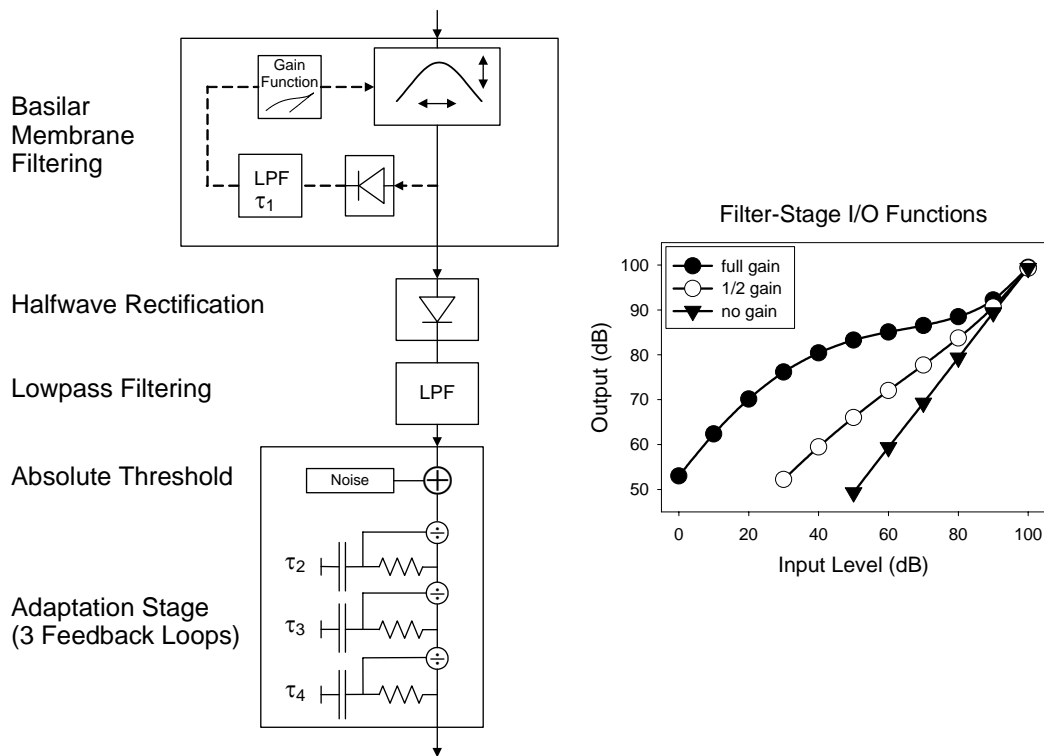 Basilar
Membrane
Filtering
Gain
Function
LPF
τ1
Halfwave Rectification
Lowpass Filtering
LPF
Absolute Threshold
Noise
+
÷
τ2
÷
Adaptation Stage
(3 Feedback Loops)
τ3
÷
τ4
Filter-Stage I/O Functions
full gain
1/2 gain
no gain
Output (dB)
100
90
80
70
60
50
0 20 40 60 80 100
Input Level (dB)